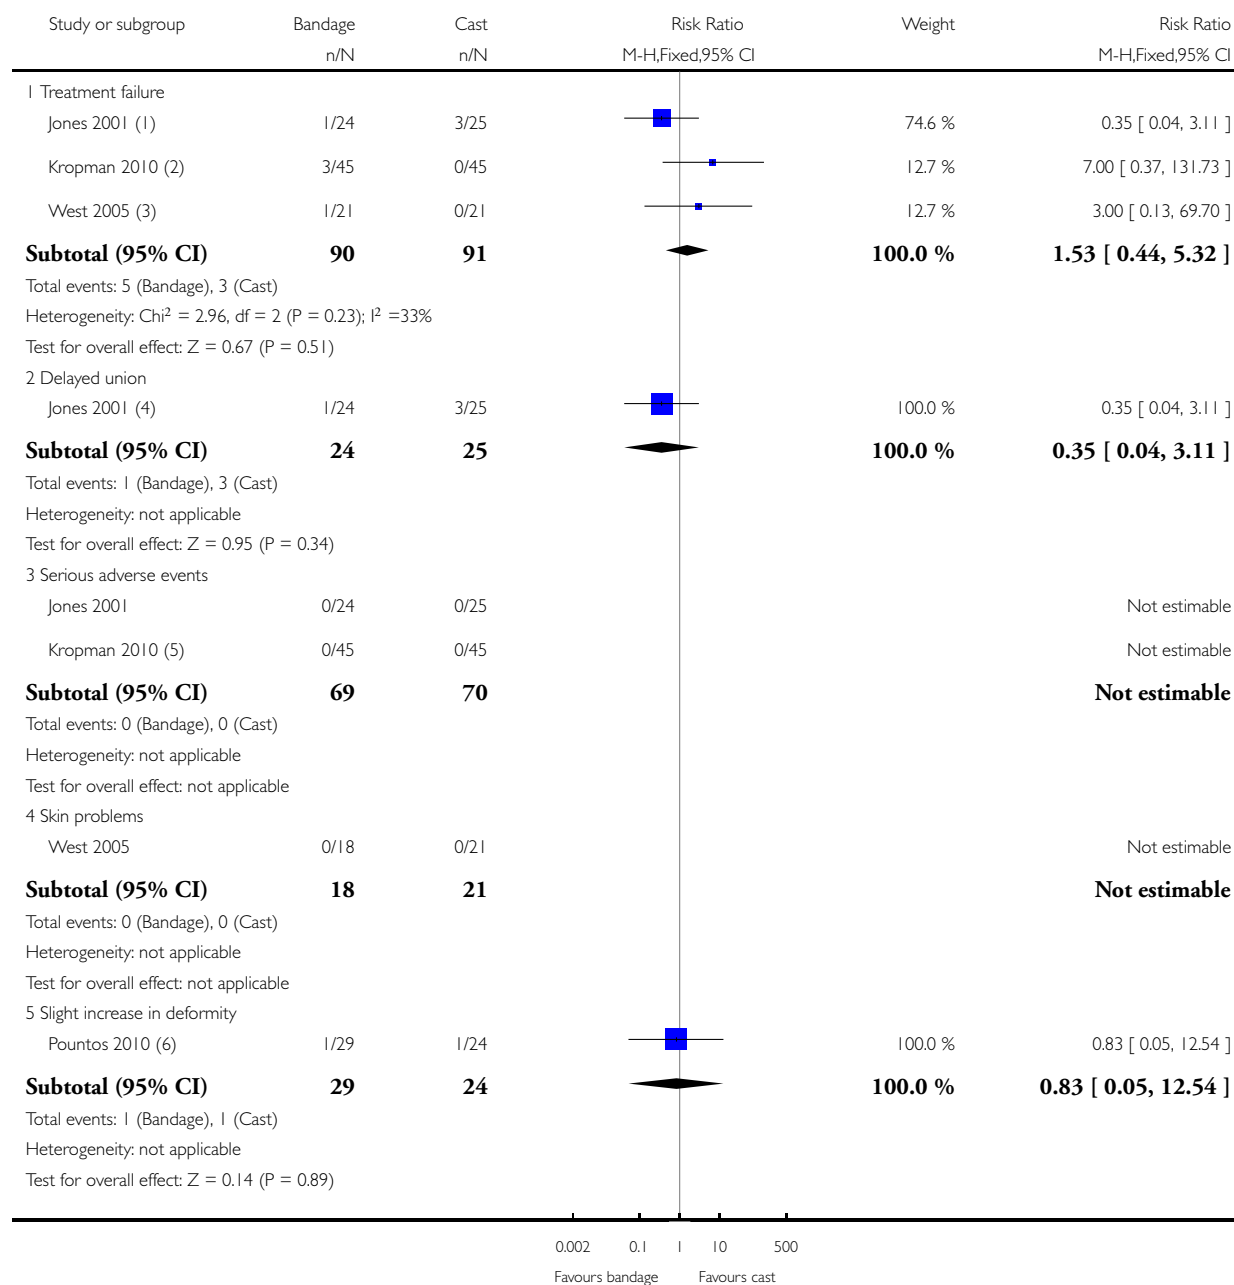 Study or subgroup Bandage Cast Risk Ratio Weight Risk Ratio
n/N n/N M-H,Fixed,95% CI M-H,Fixed,95% CI
1 Treatment failure
Jones 2001 (1) 1/24 3/25 74.6 % 0.35 [ 0.04, 3.11 ]
Kropman 2010 (2) 3/45 0/45 12.7 % 7.00 [ 0.37, 131.73 ]
West 2005 (3) 1/21 0/21 12.7 % 3.00 [ 0.13, 69.70 ]
Subtotal (95% CI) 90 91 100.0 % 1.53 [ 0.44, 5.32 ]
Total events: 5 (Bandage), 3 (Cast)
Heterogeneity: Chi² = 2.96, df = 2 (P = 0.23); I² =33%
Test for overall effect: Z = 0.67 (P = 0.51)
2 Delayed union
Jones 2001 (4) 1/24 3/25 100.0 % 0.35 [ 0.04, 3.11 ]
Subtotal (95% CI) 24 25 100.0 % 0.35 [ 0.04, 3.11 ]
Total events: 1 (Bandage), 3 (Cast)
Heterogeneity: not applicable
Test for overall effect: Z = 0.95 (P = 0.34)
3 Serious adverse events
Jones 2001 0/24 0/25 Not estimable
Kropman 2010 (5) 0/45 0/45 Not estimable
Subtotal (95% CI) 69 70 Not estimable
Total events: 0 (Bandage), 0 (Cast)
Heterogeneity: not applicable
Test for overall effect: not applicable
4 Skin problems
West 2005 0/18 0/21 Not estimable
Subtotal (95% CI) 18 21 Not estimable
Total events: 0 (Bandage), 0 (Cast)
Heterogeneity: not applicable
Test for overall effect: not applicable
5 Slight increase in deformity
Pountos 2010 (6) 1/29 1/24 100.0 % 0.83 [ 0.05, 12.54 ]
Subtotal (95% CI) 29 24 100.0 % 0.83 [ 0.05, 12.54 ]
Total events: 1 (Bandage), 1 (Cast)
Heterogeneity: not applicable
Test for overall effect: Z = 0.14 (P = 0.89)
0.002 0.1 1 10 500
Favours bandage Favours cast